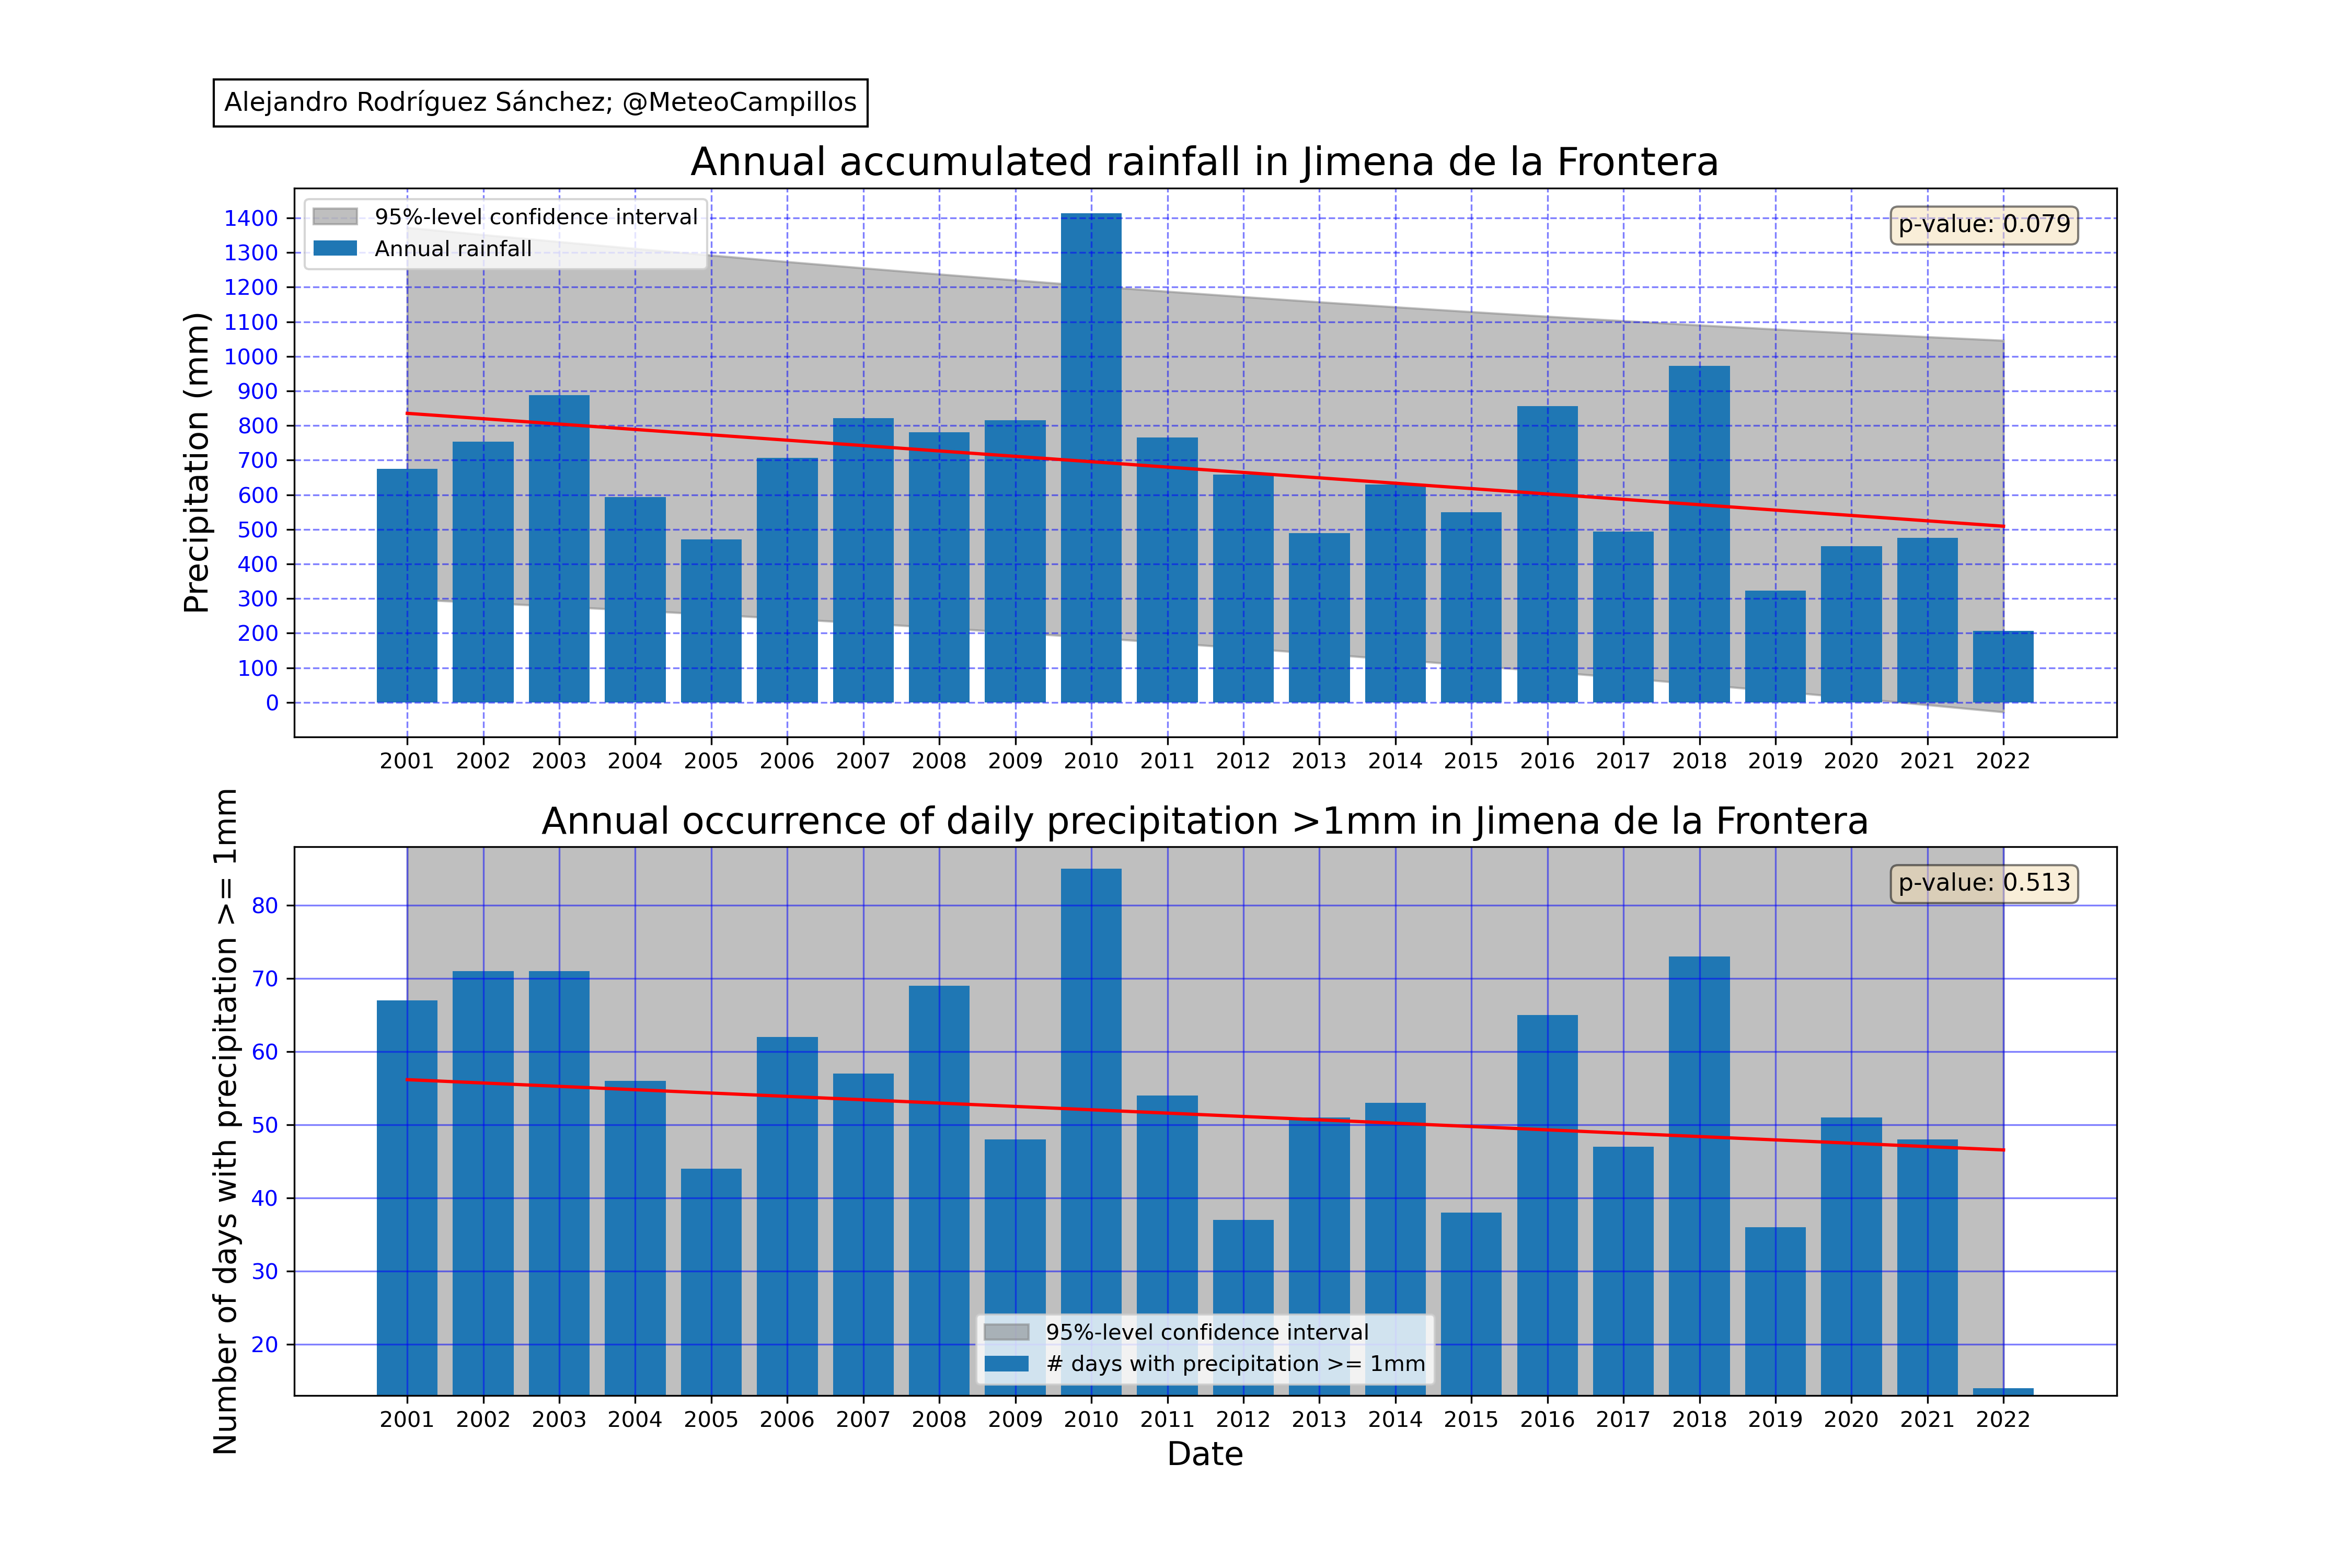 Alejandro Rodríguez Sánchez; @MeteoCampillos
Annual accumulated rainfall in Jimena de la Frontera
95%-level confidence interval
Annual rainfall
p-value: 0.079
Precipitation (mm)
1400
1300
1200
1100
1000
900
800
700
600
500
400
300
200
100
0
2001 2002 2003 2004 2005 2006 2007 2008 2009 2010 2011 2012 2013 2014 2015 2016 2017 2018 2019 2020 2021 2022
Annual occurrence of daily precipitation >1mm in Jimena de la Frontera
p-value: 0.513
Number of days with precipitation >= 1mm
80
70
60
50
40
30
20
95%-level confidence interval
# days with precipitation >= 1mm
2001 2002 2003 2004 2005 2006 2007 2008 2009 2010 2011 2012 2013 2014 2015 2016 2017 2018 2019 2020 2021 2022
Date